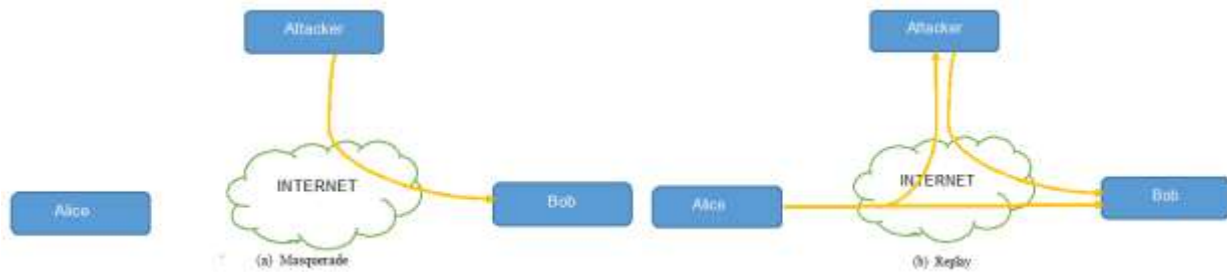 Attacker
INTERNET
Alice
Bob
(a) Masquerade
Attacker
INTERNET
Alice
Bob
(b) Replay